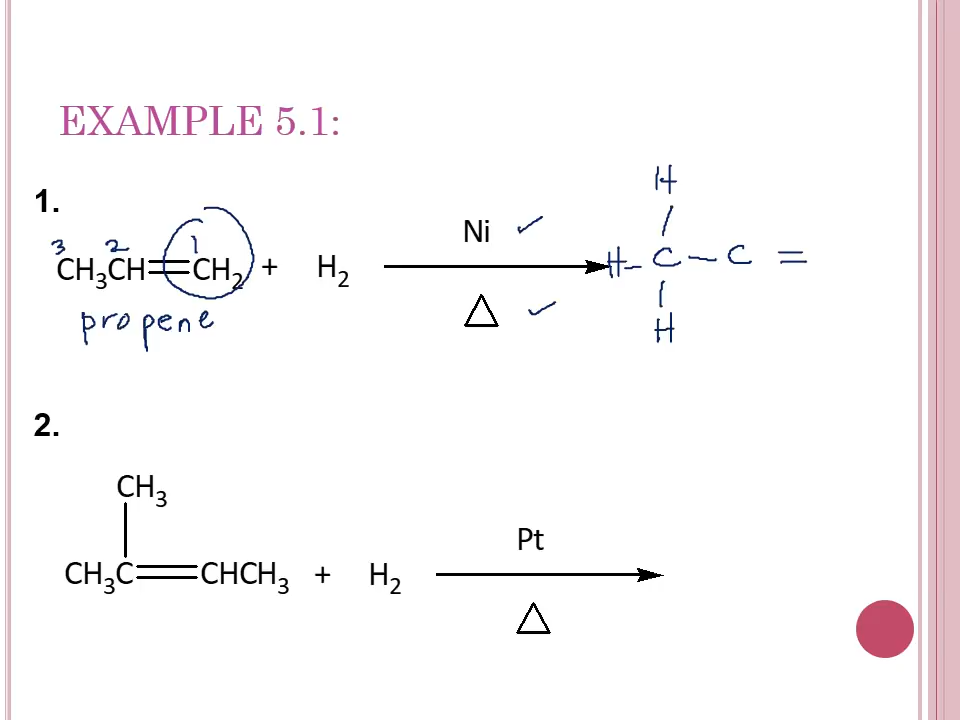 EXAMPLE 5.1:
1.
3 2 1
CH₃CH=CH₂ + H₂
Ni ✓
△ ✓
propene
H
H-C-C=
H
2.
CH₃
CH₃C=CHCH₃ + H₂
Pt
△